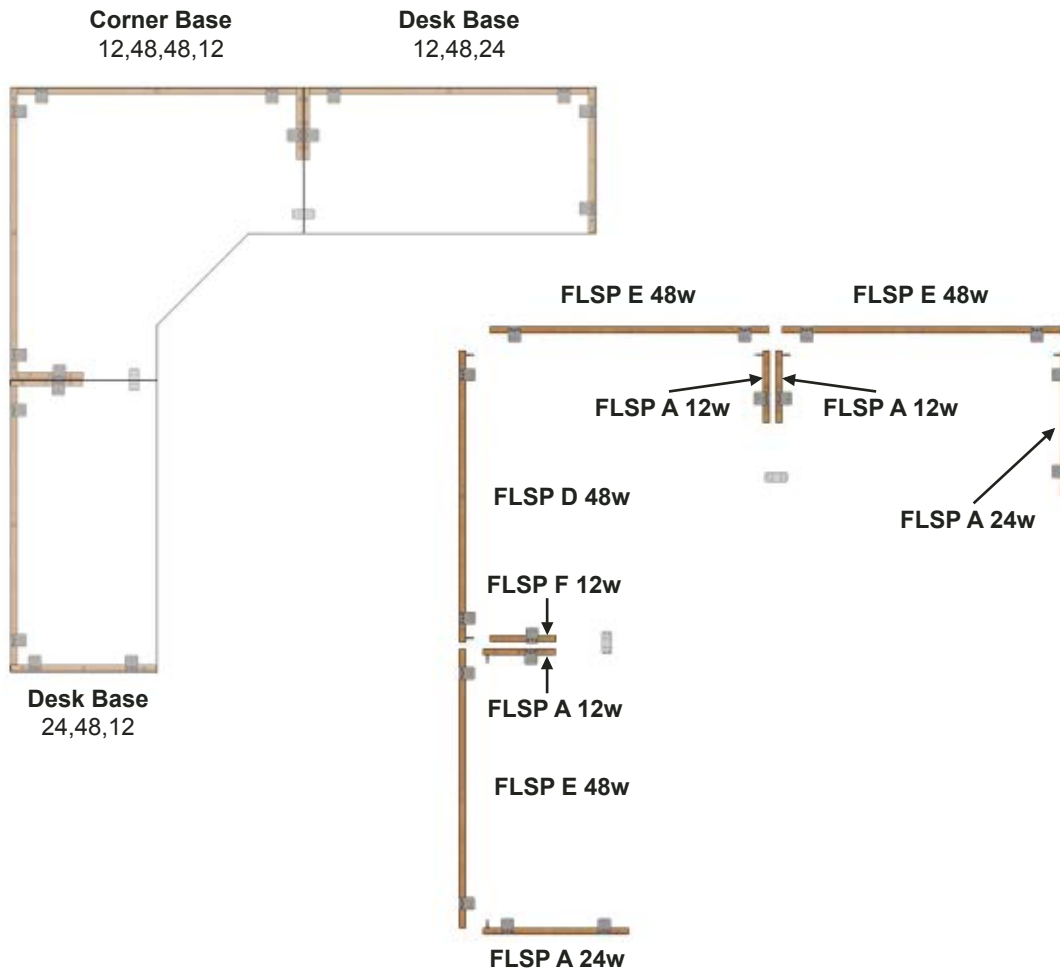 Corner Base
12,48,48,12
Desk Base
12,48,24
FLSP E 48w
FLSP E 48w
FLSP A 12w
FLSP A 12w
FLSP D 48w
FLSP A 24w
FLSP F 12w
Desk Base
24,48,12
FLSP A 12w
FLSP E 48w
FLSP A 24w